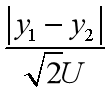 |y₁ − y₂|
√2U